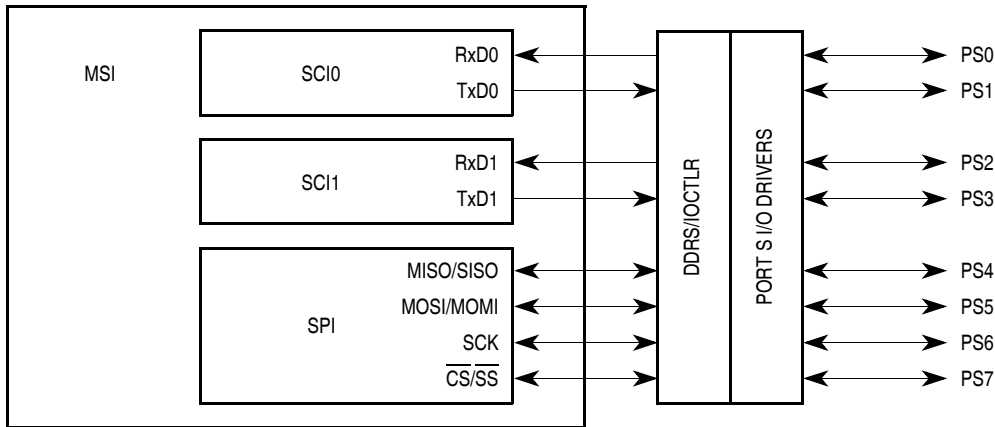 MSI
SCI0
RxD0
TxD0
SCI1
RxD1
TxD1
SPI
MISO/SISO
MOSI/MOMI
SCK
CS/SS
DDRS/IOCTLR
PORT S I/O DRIVERS
PS0
PS1
PS2
PS3
PS4
PS5
PS6
PS7